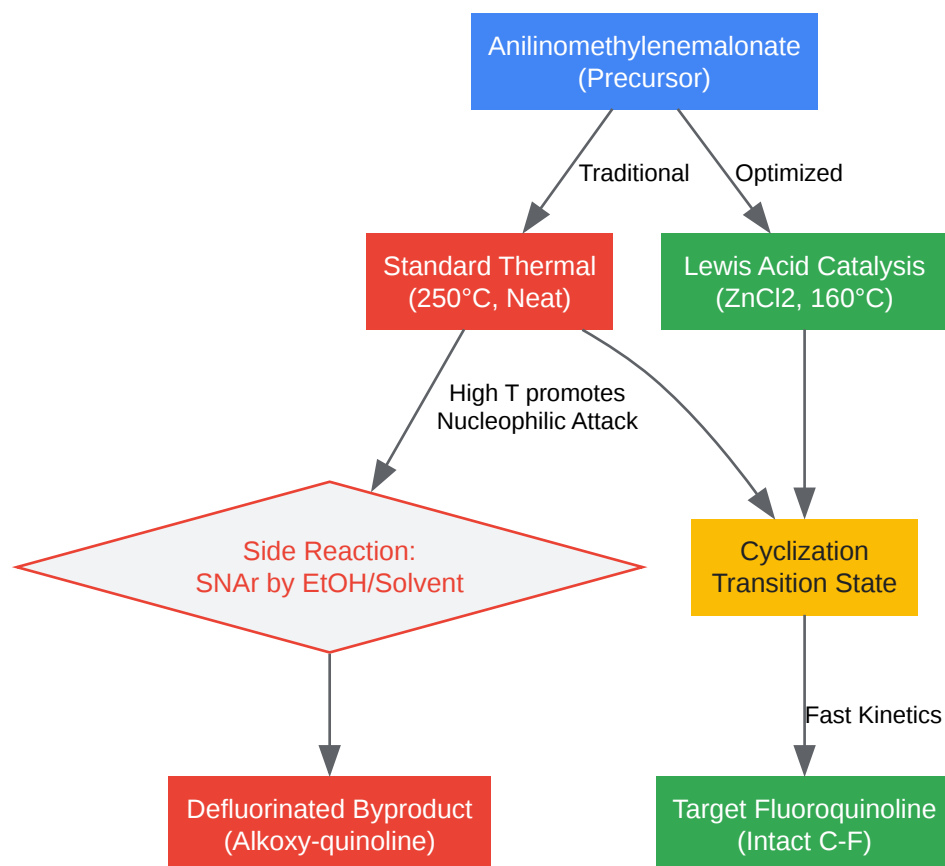 Anilinomethylenemalonate
(Precursor)
Traditional
Optimized
Standard Thermal
(250°C, Neat)
Lewis Acid Catalysis
(ZnCl2, 160°C)
High T promotes
Nucleophilic Attack
Side Reaction:
SNAr by EtOH/Solvent
Cyclization
Transition State
Fast Kinetics
Defluorinated Byproduct
(Alkoxy-quinoline)
Target Fluoroquinoline
(Intact C-F)